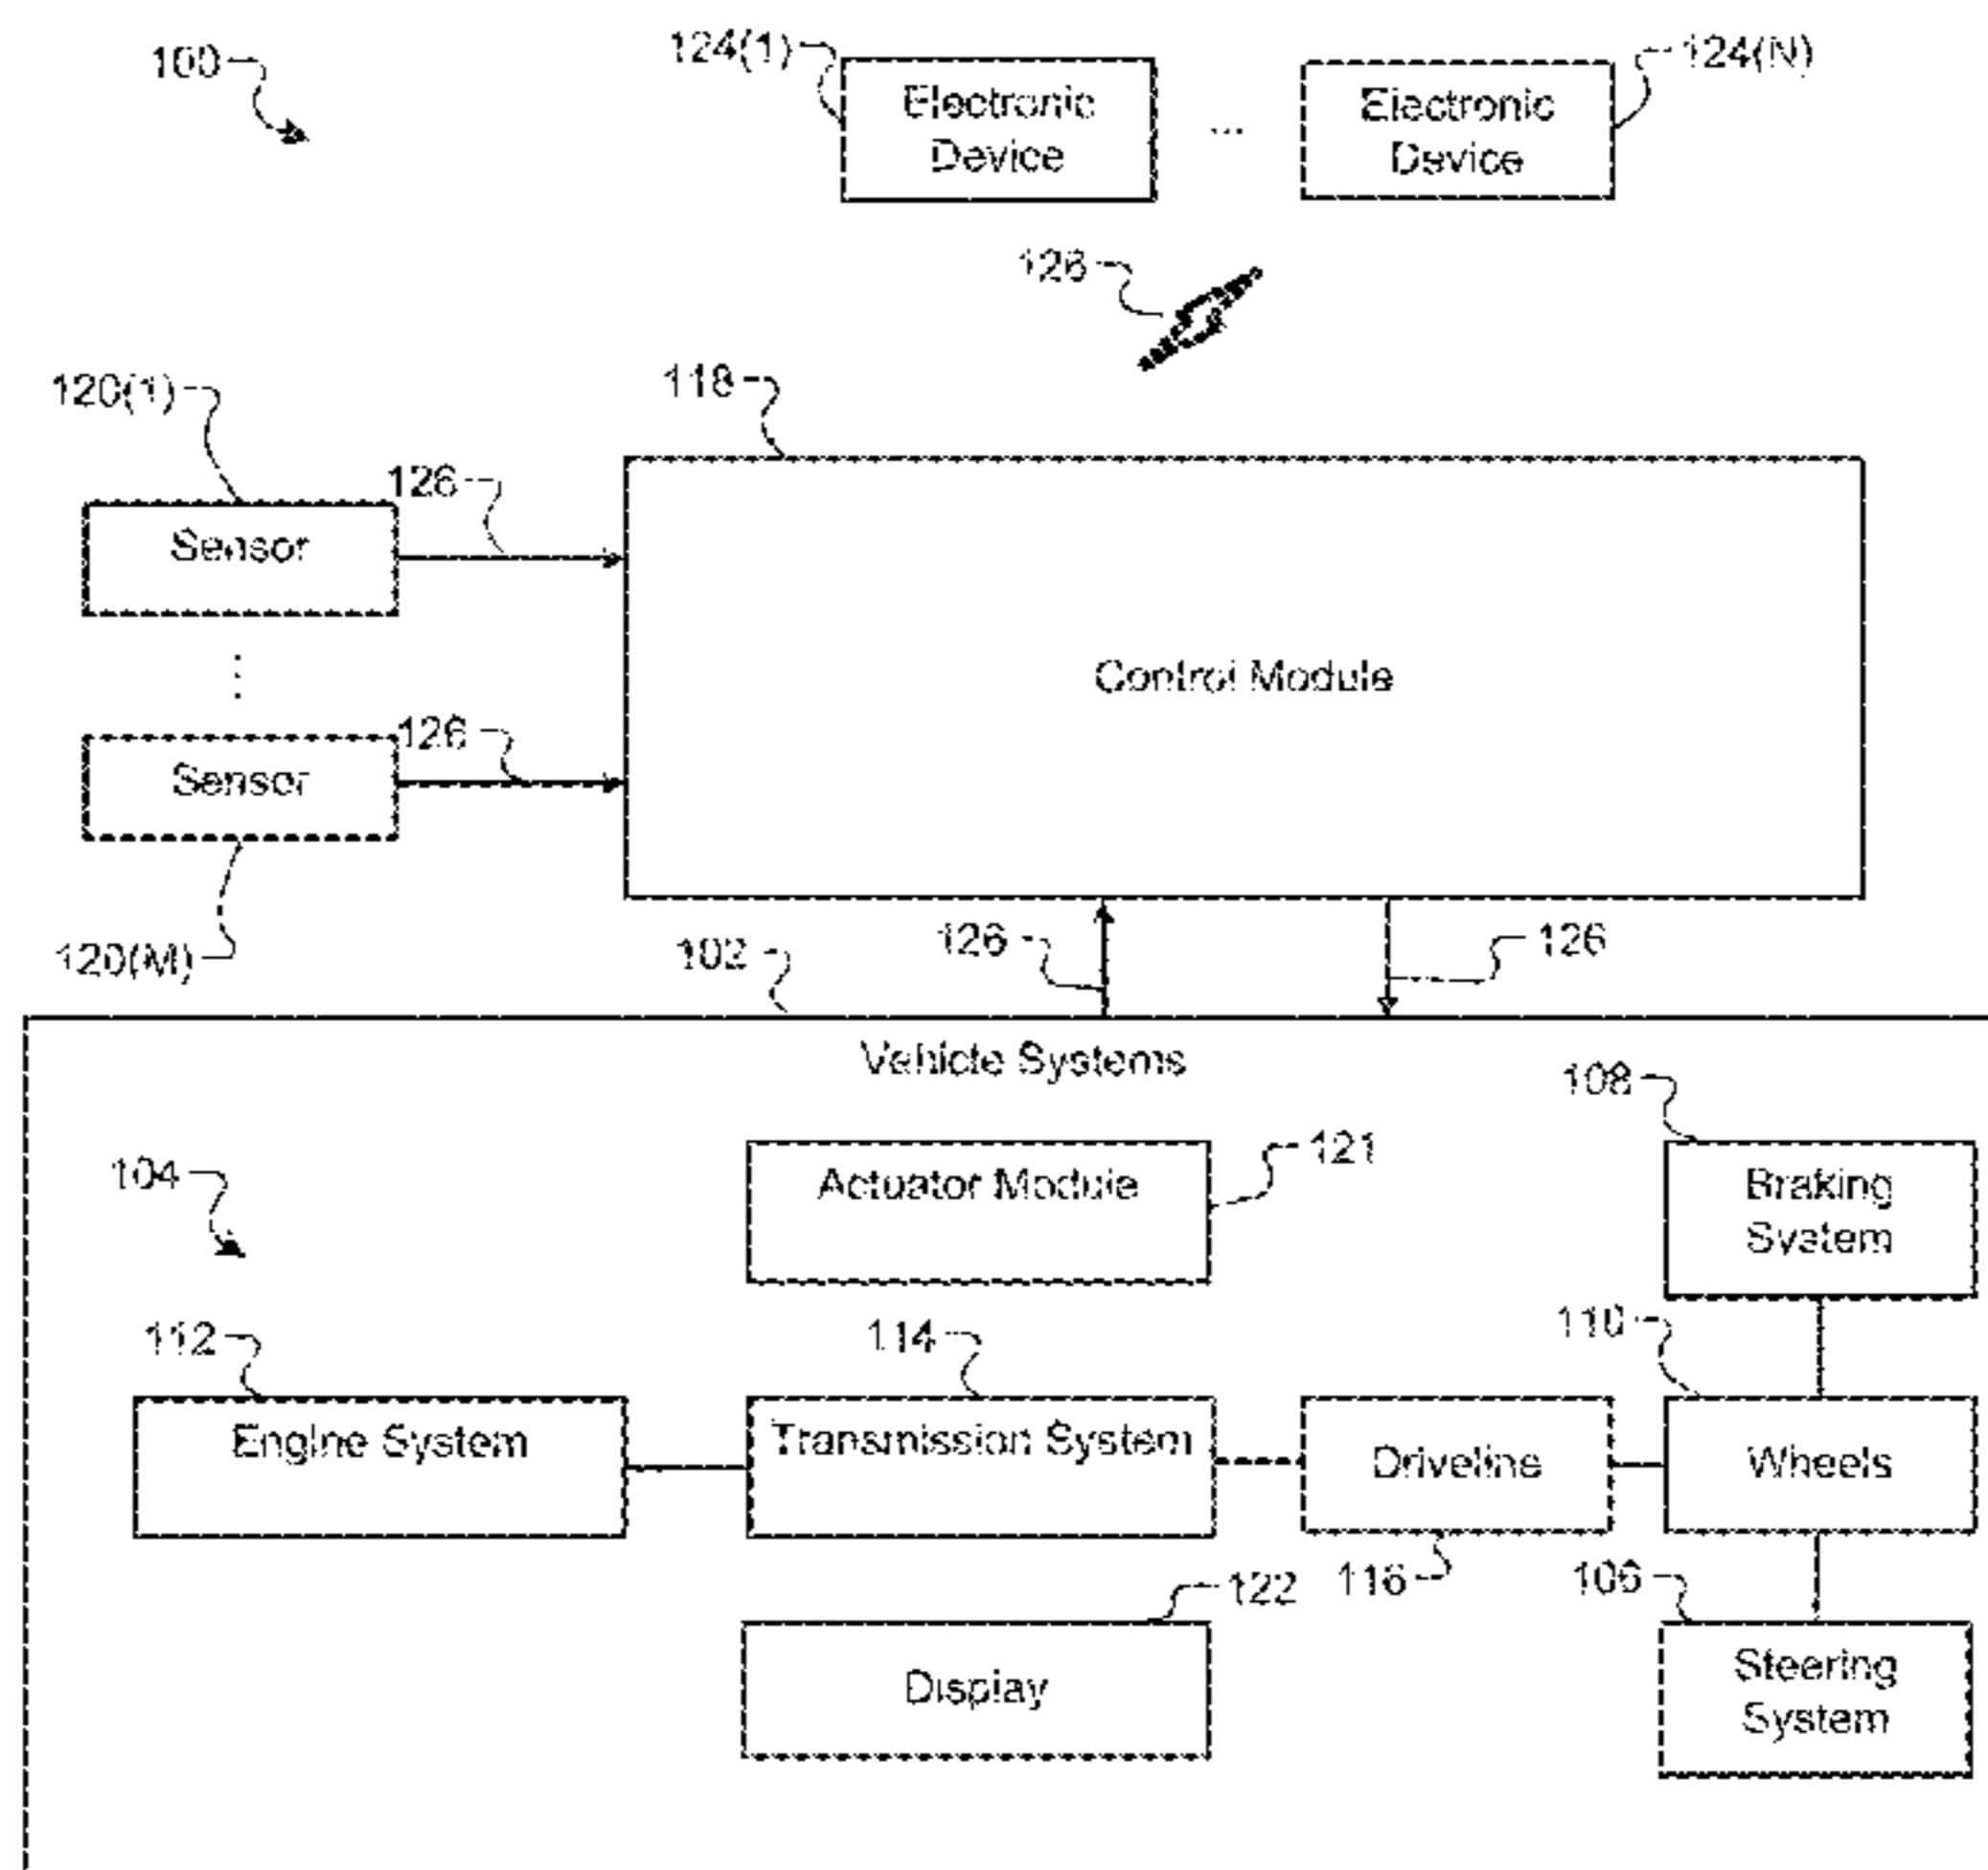 100
124(1)
Electronic
Device
...
Electronic
Device
124(N)
126
118
120(1)
126
Sensor
Control Module
126
Sensor
120(M)
102
126
126
Vehicle Systems
108
104
Actuator Module
121
Braking
System
112
114
110
Engine System
Transmission System
Driveline
Wheels
122
116
106
Display
Steering
System